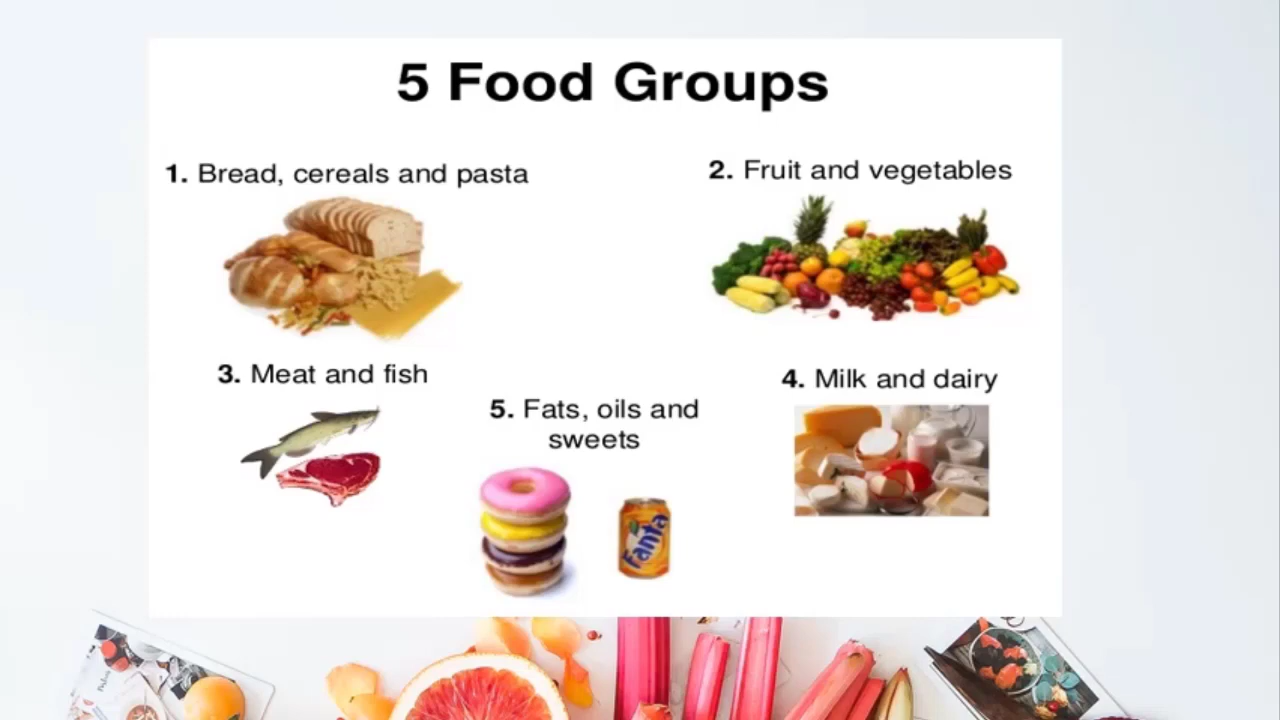 5 Food Groups
1. Bread, cereals and pasta
2. Fruit and vegetables
3. Meat and fish
4. Milk and dairy
5. Fats, oils and
sweets
Fanta